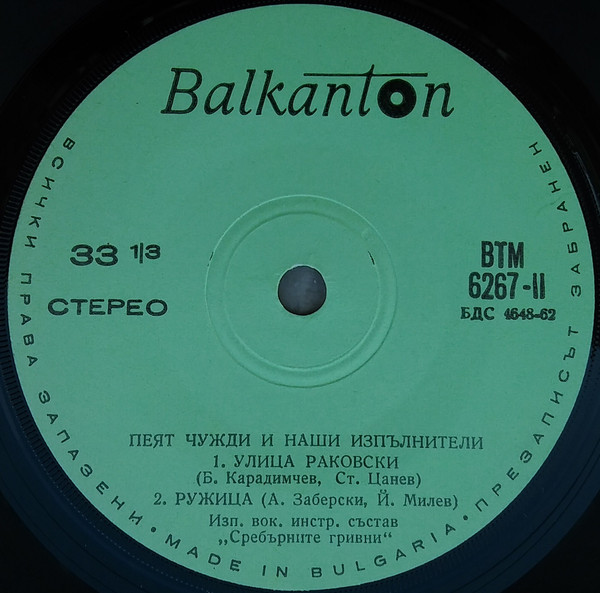 Balkanton
ВСИЧКИ ПРАВА ЗАПАЗЕНИ • MADE IN BULGARIA • ПРЕЗАПИСЪТ ЗАБРАНЕН
33 1/3
СТЕРЕО
ВТМ
6267-II
БДС 4648-62
ПЕЯТ ЧУЖДИ И НАШИ ИЗПЪЛНИТЕЛИ
1. УЛИЦА РАКОВСКИ
(Б. Карадимчев, Ст. Цанев)
2. РУЖИЦА (А. Заберски, Й. Милев)
Изп. вок. инстр. състав
„Сребърните гривни"